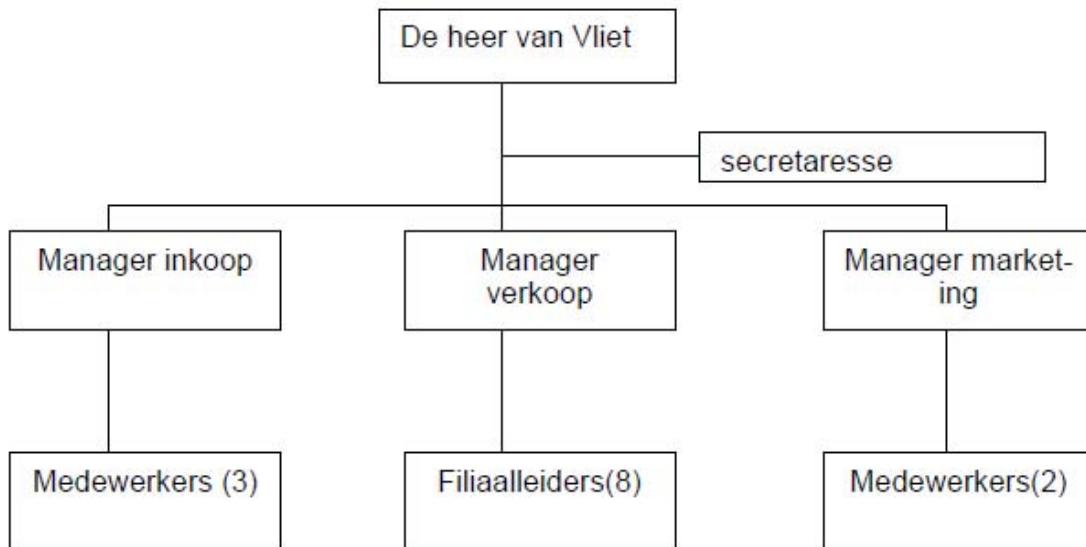 De heer van Vliet
secretaresse
Manager inkoop
Manager
verkoop
Manager market-
ing
Medewerkers (3)
Filiaalleiders(8)
Medewerkers(2)